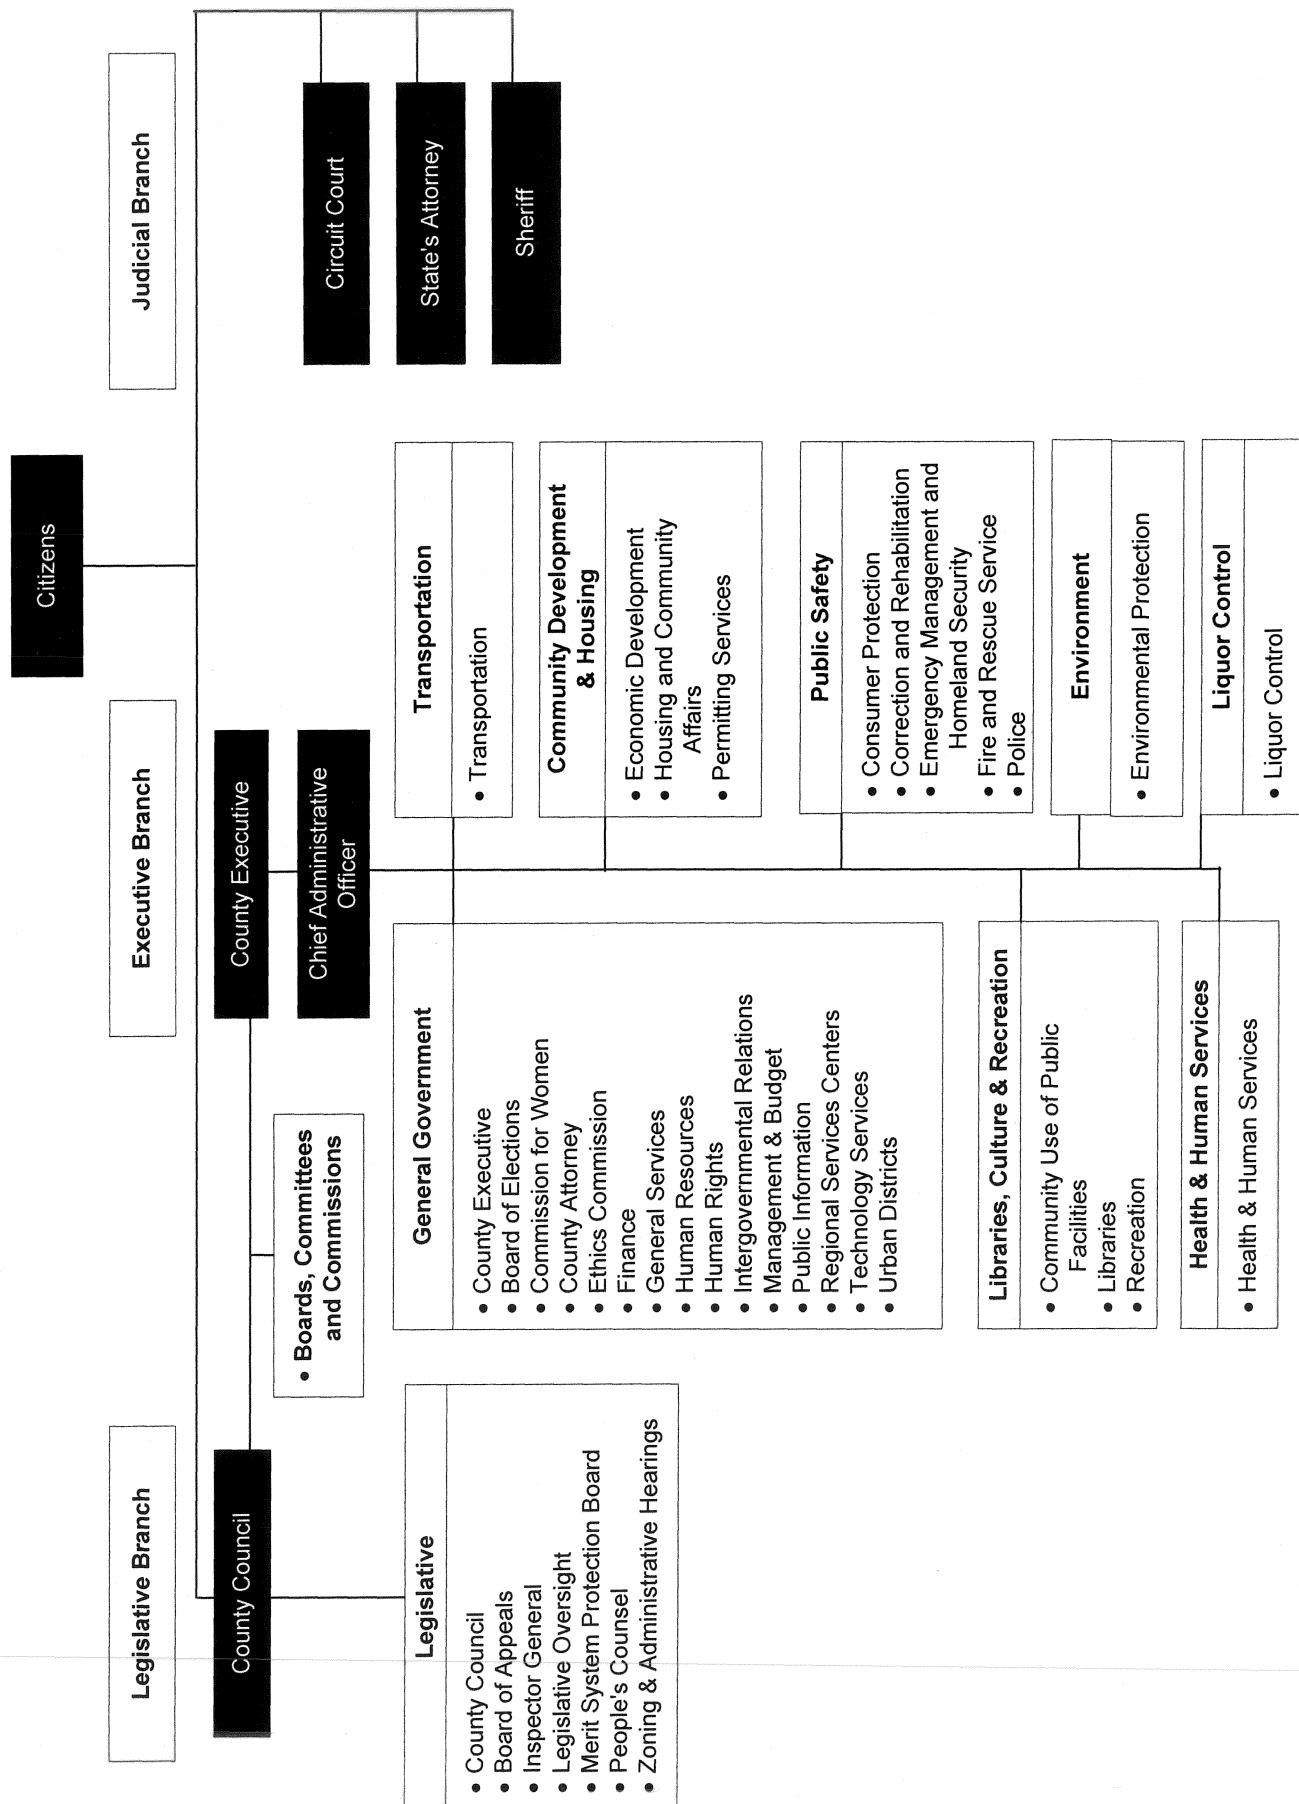 Citizens
Legislative Branch
Executive Branch
Judicial Branch
County Council
County Executive
• Boards, Committees
and Commissions
Chief Administrative
Officer
Circuit Court
State's Attorney
Sheriff
Legislative
• County Council
• Board of Appeals
• Inspector General
• Legislative Oversight
• Merit System Protection Board
• People's Counsel
• Zoning & Administrative Hearings
General Government
• County Executive
• Board of Elections
• Commission for Women
• County Attorney
• Ethics Commission
• Finance
• General Services
• Human Resources
• Human Rights
• Intergovernmental Relations
• Management & Budget
• Public Information
• Regional Services Centers
• Technology Services
• Urban Districts
Libraries, Culture & Recreation
• Community Use of Public
Facilities
• Libraries
• Recreation
Health & Human Services
• Health & Human Services
Transportation
• Transportation
Community Development
& Housing
• Economic Development
• Housing and Community
Affairs
• Permitting Services
Public Safety
• Consumer Protection
• Correction and Rehabilitation
• Emergency Management and
Homeland Security
• Fire and Rescue Service
• Police
Environment
• Environmental Protection
Liquor Control
• Liquor Control